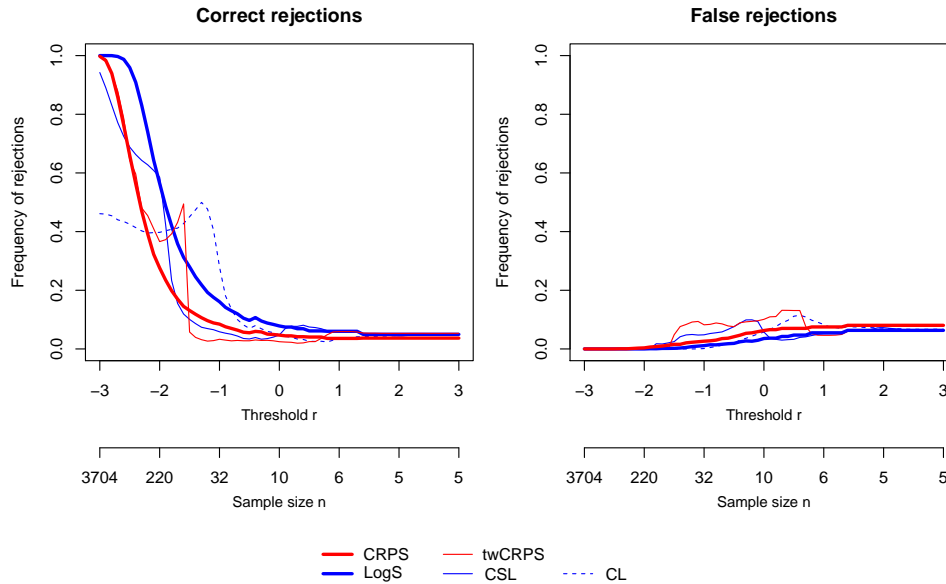 Correct rejections
False rejections
Frequency of rejections
0.0 0.2 0.4 0.6 0.8 1.0
−3 −2 −1 0 1 2 3
Threshold r
3704 220 32 10 6 5 5
Sample size n
Frequency of rejections
0.0 0.2 0.4 0.6 0.8 1.0
−3 −2 −1 0 1 2 3
Threshold r
3704 220 32 10 6 5 5
Sample size n
CRPS twCRPS
LogS CSL CL